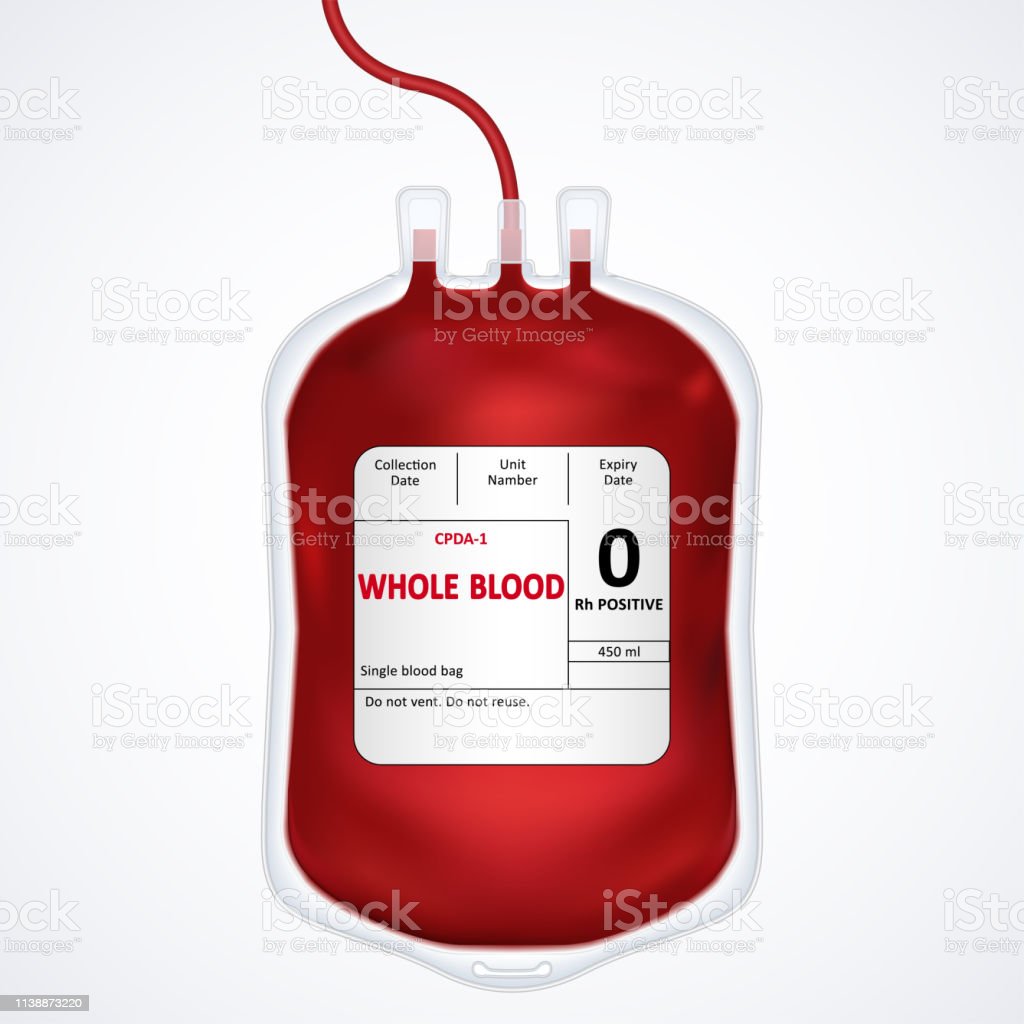 Collection
Date
Unit
Number
Expiry
Date
CPDA-1
WHOLE BLOOD
0
Rh POSITIVE
450 ml
Single blood bag
Do not vent. Do not reuse.
iStock
by Getty Images™
1138873220